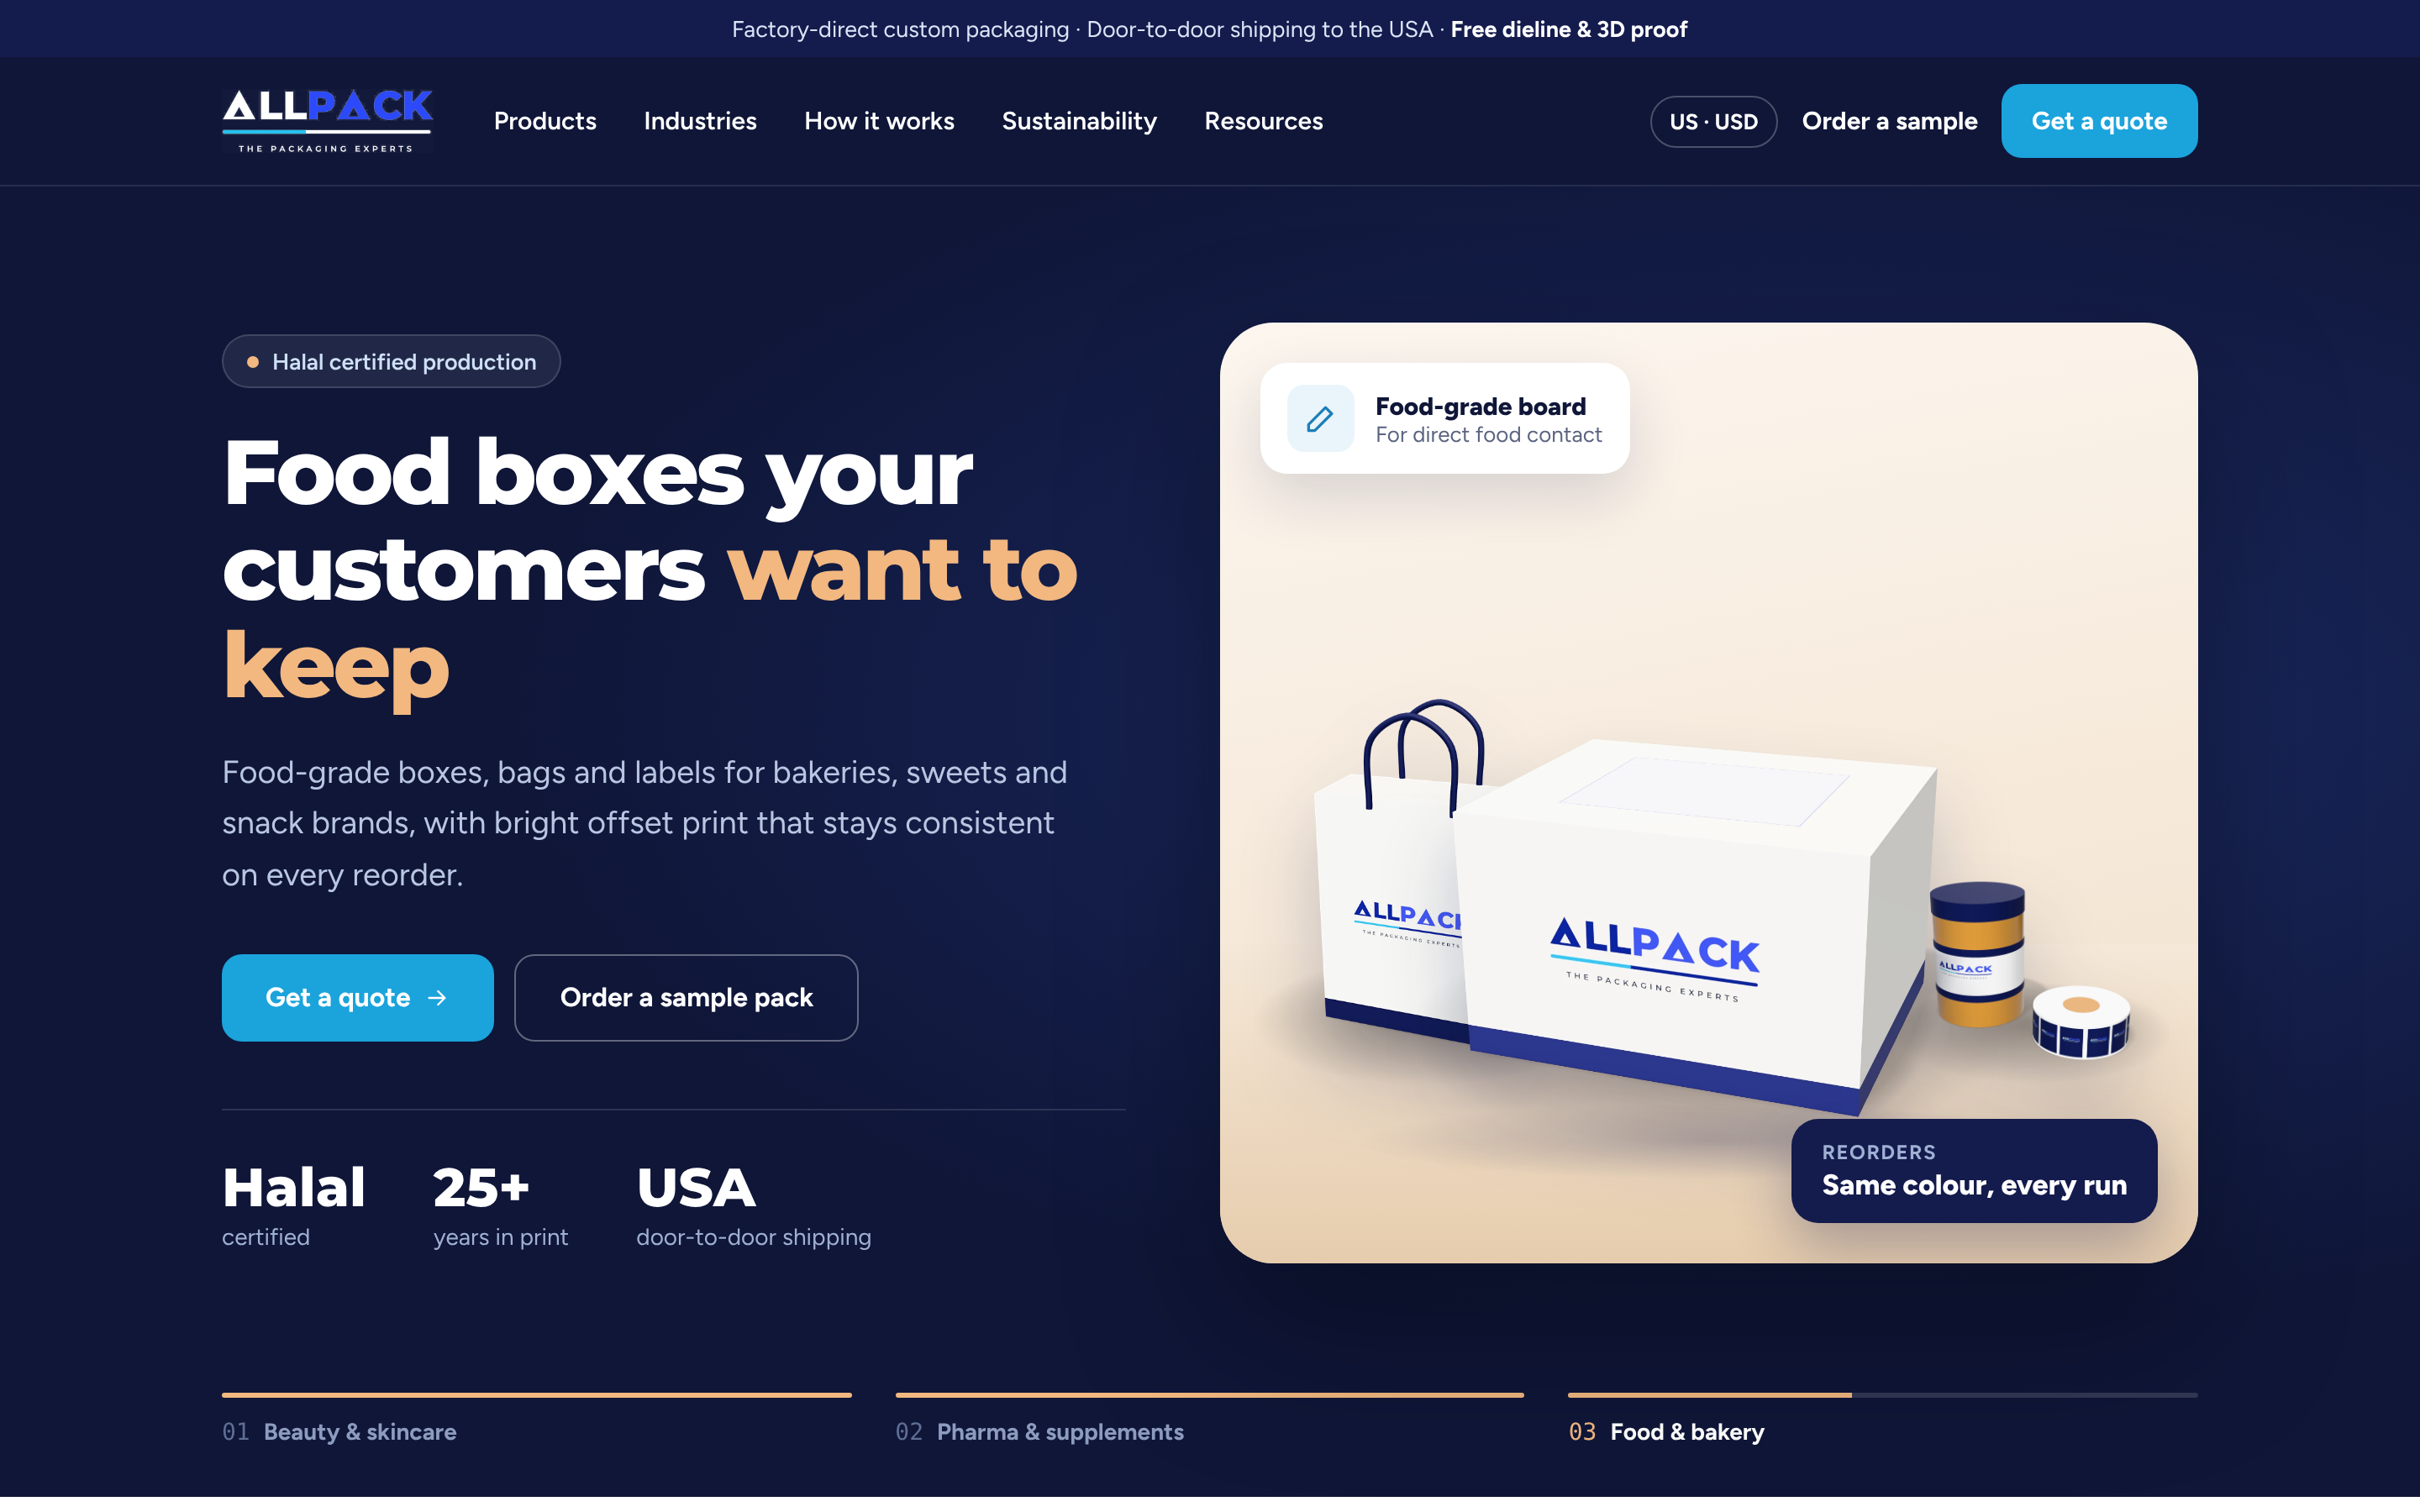 Factory-direct custom packaging · Door-to-door shipping to the USA · Free dieline & 3D proof
ALLPACK
THE PACKAGING EXPERTS
Products
Industries
How it works
Sustainability
Resources
US · USD
Order a sample
Get a quote
Halal certified production
Food boxes your
customers want to
keep
Food-grade boxes, bags and labels for bakeries, sweets and
snack brands, with bright offset print that stays consistent
on every reorder.
Get a quote →
Order a sample pack
Halal
certified
25+
years in print
USA
door-to-door shipping
Food-grade board
For direct food contact
ALLPACK
THE PACKAGING EXPERTS
ALLPACK
THE PACKAGING EXPERTS
ALLPACK
REORDERS
Same colour, every run
01 Beauty & skincare
02 Pharma & supplements
03 Food & bakery